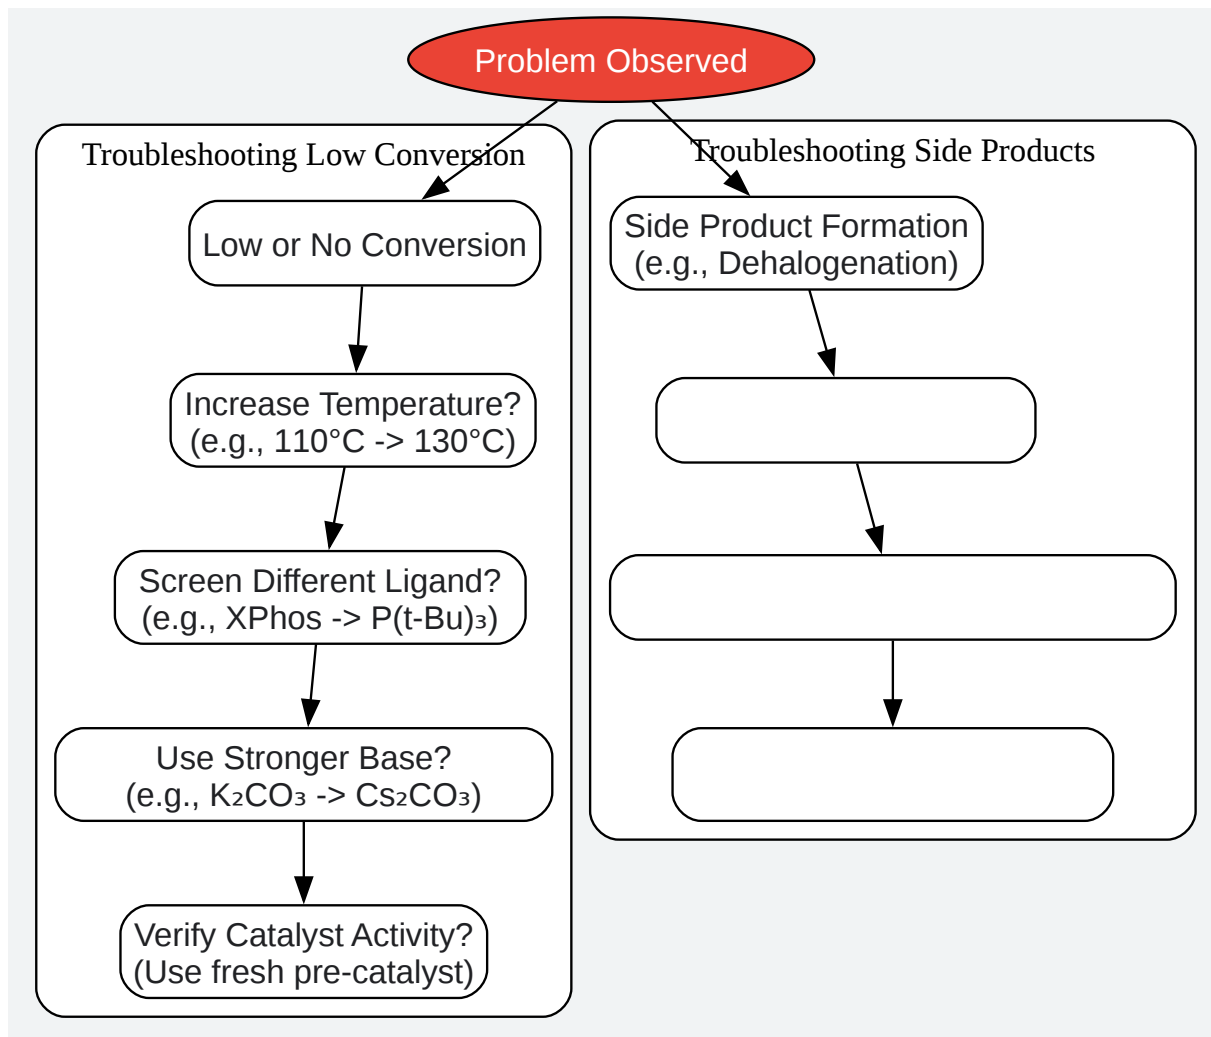 Problem Observed
Troubleshooting Low Conversion
Low or No Conversion
Increase Temperature?
(e.g., 110°C -> 130°C)
Screen Different Ligand?
(e.g., XPhos -> P(t-Bu)₃)
Use Stronger Base?
(e.g., K₂CO₃ -> Cs₂CO₃)
Verify Catalyst Activity?
(Use fresh pre-catalyst)
Troubleshooting Side Products
Side Product Formation
(e.g., Dehalogenation)